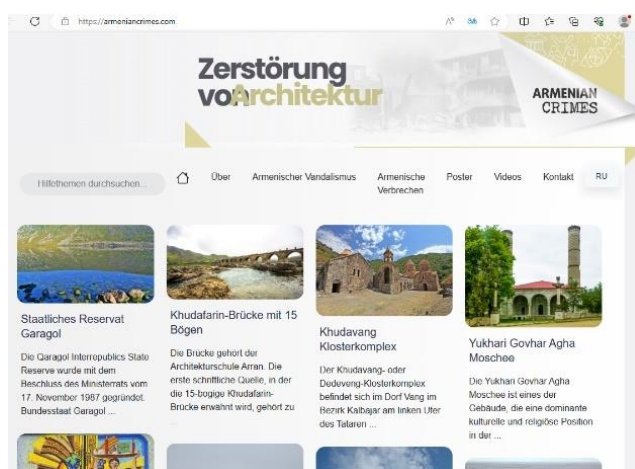 https://armeniancrimes.com
Zerstörung
von Architektur
ARMENIAN
CRIMES
Hilfethemen durchsuchen...
Über
Armenischer Vandalismus
Armenische
Verbrechen
Poster
Videos
Kontakt
RU
Staatliches Reservat
Garagol
Die Qaragol Interrepublics State
Reserve wurde mit dem
Beschluss des Ministerrats vom
17. November 1987 gegründet.
Bundesstaat Garagol ...
Khudafarin-Brücke mit 15
Bögen
Die Brücke gehört der
Architekturschule Arran. Die
erste schriftliche Quelle, in der
die 15-bogige Khudafarin-
Brücke erwähnt wird, gehört zu
...
Khudavang
Klosterkomplex
Der Khudavang- oder
Dedeveng-Klosterkomplex
befindet sich im Dorf Vang im
Bezirk Kalbajar am linken Ufer
des Tataren ...
Yukhari Govhar Agha
Moschee
Die Yukhari Govhar Agha
Moschee ist eines der
Gebäude, die eine dominante
kulturelle und religiöse Position
in der ...